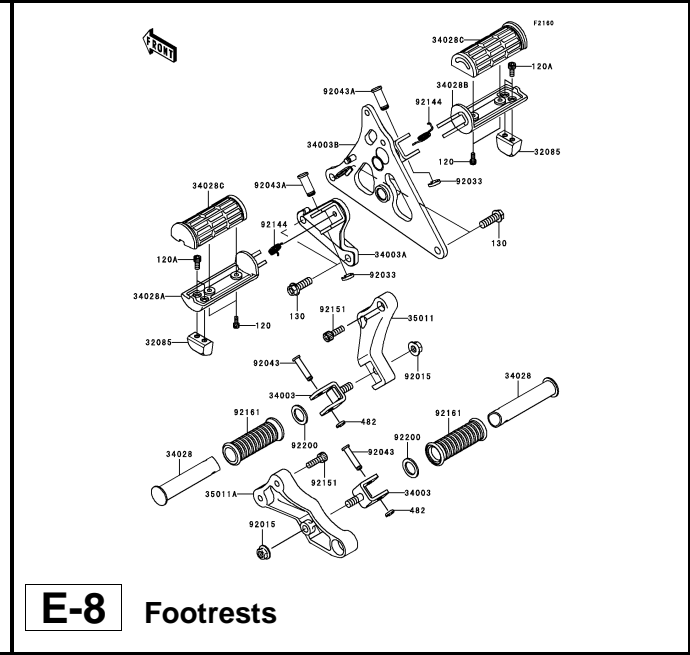 F2160
FRONT
34028C
120A
92043A
34028B
92144
34003B
120
32085
92033
34028C
92043A
92144
130
120A
34003A
92033
34028A
130
92151
35011
120
32085
92043
92015
34028
34003
92161
482
92161
92200
92200
92043
34028
92151
34003
35011A
482
92015
E-8 Footrests